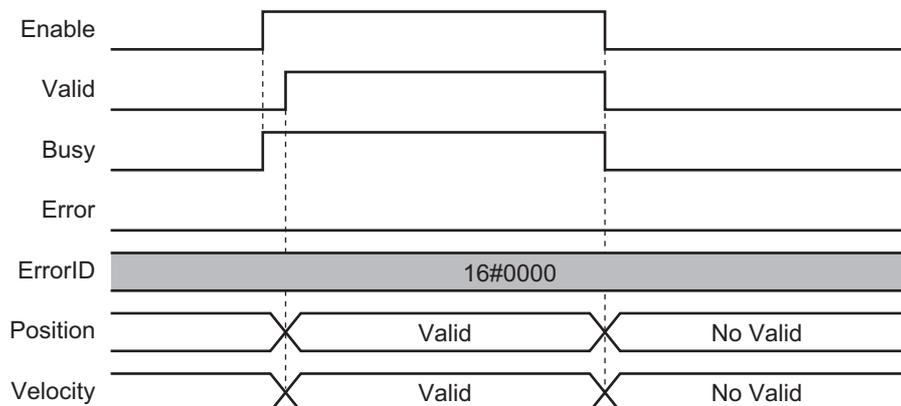 Enable
Valid
Busy
Error
ErrorID 16#0000
Position Valid No Valid
Velocity Valid No Valid